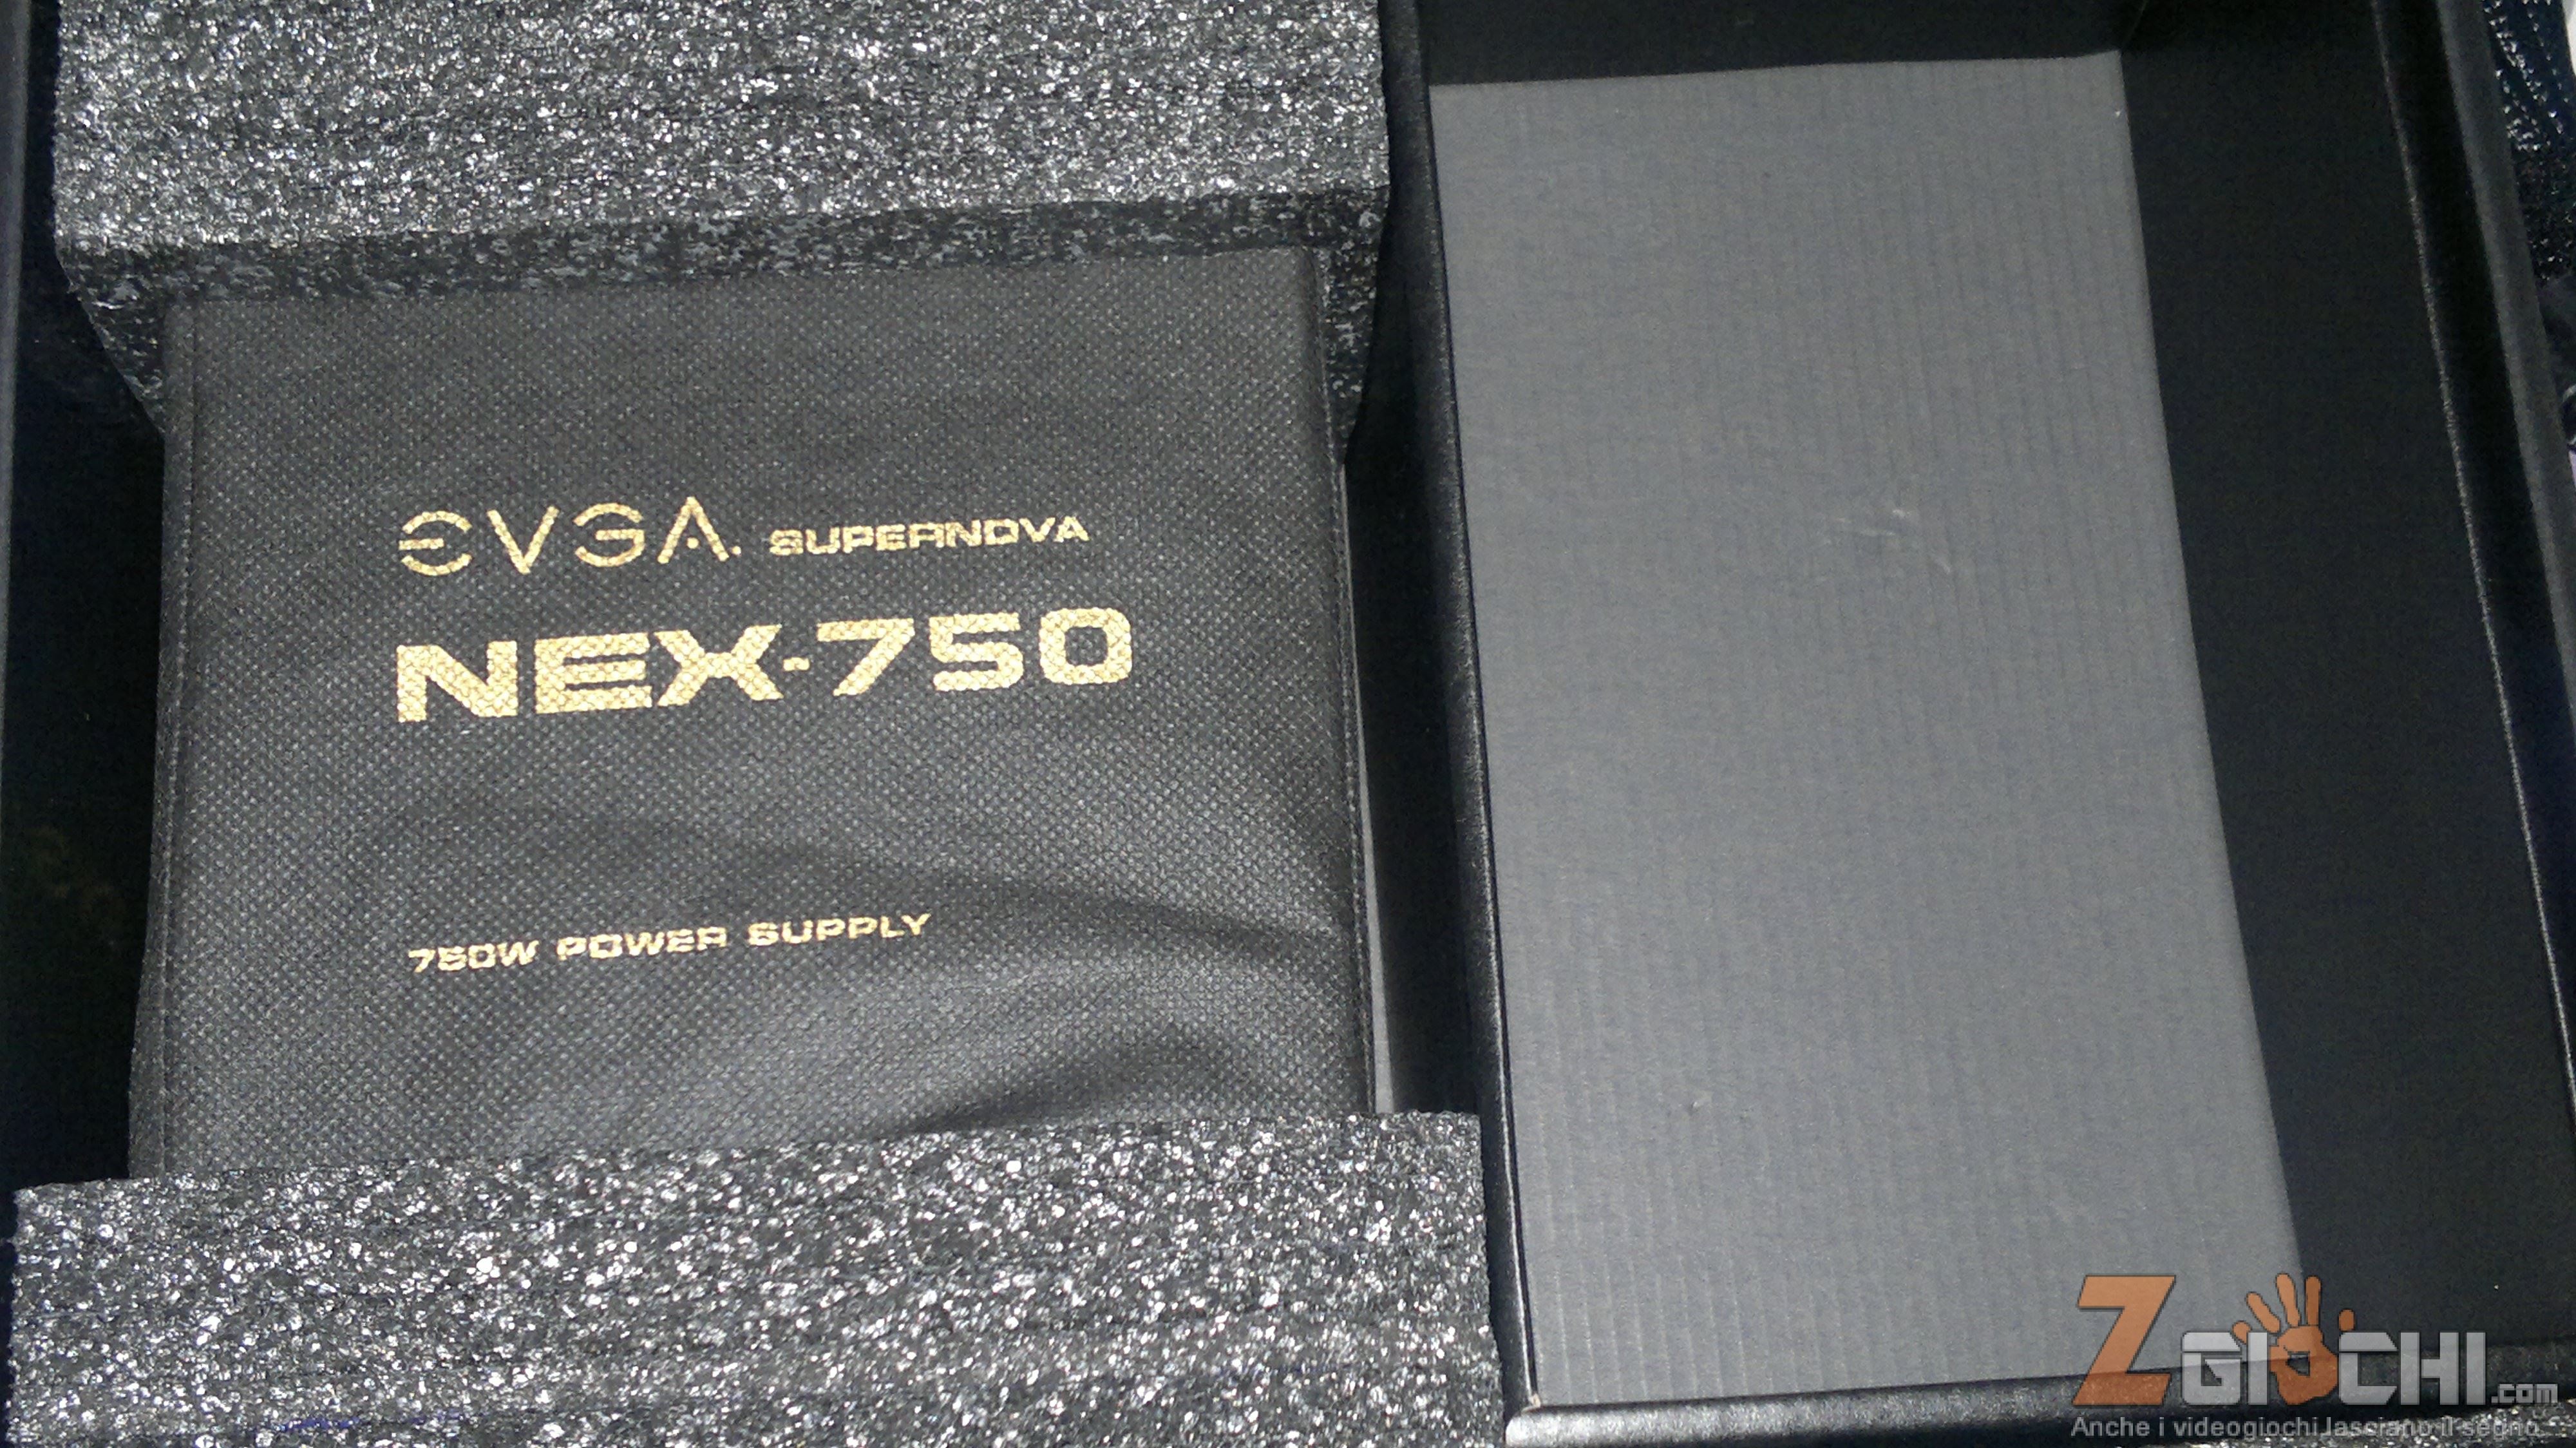 EVGA. SUPERNOVA
NEX-750
750W POWER SUPPLY
ZGIOCHI.com
Anche i videogiochi lasciano il segno